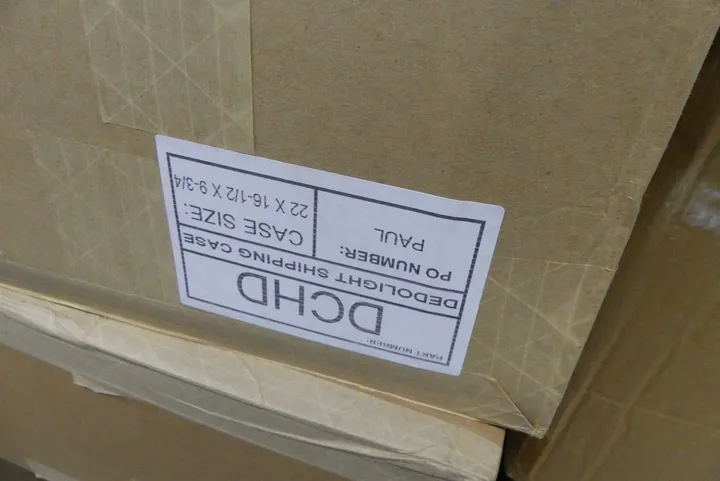 PART NUMBER:
DCHD
DEDOLIGHT SHIPPING CASE
PO NUMBER:
PAUL
CASE SIZE:
22 X 16-1/2 X 9-3/4